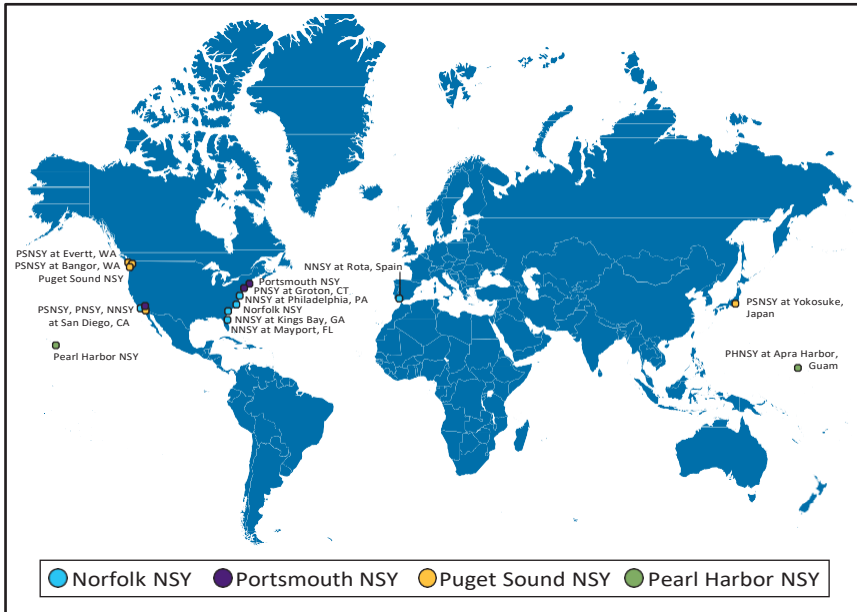 PSNSY at Evertt, WA
PSNSY at Bangor, WA
Puget Sound NSY
PSNSY, PNSY, NNSY
at San Diego, CA
Pearl Harbor NSY
Portsmouth NSY
PNSY at Groton, CT
NNSY at Philadelphia, PA
Norfolk NSY
NNSY at Kings Bay, GA
NNSY at Mayport, FL
NNSY at Rota, Spain
PSNSY at Yokosuke,
Japan
PHNSY at Apra Harbor,
Guam
Norfolk NSY
Portsmouth NSY
Puget Sound NSY
Pearl Harbor NSY